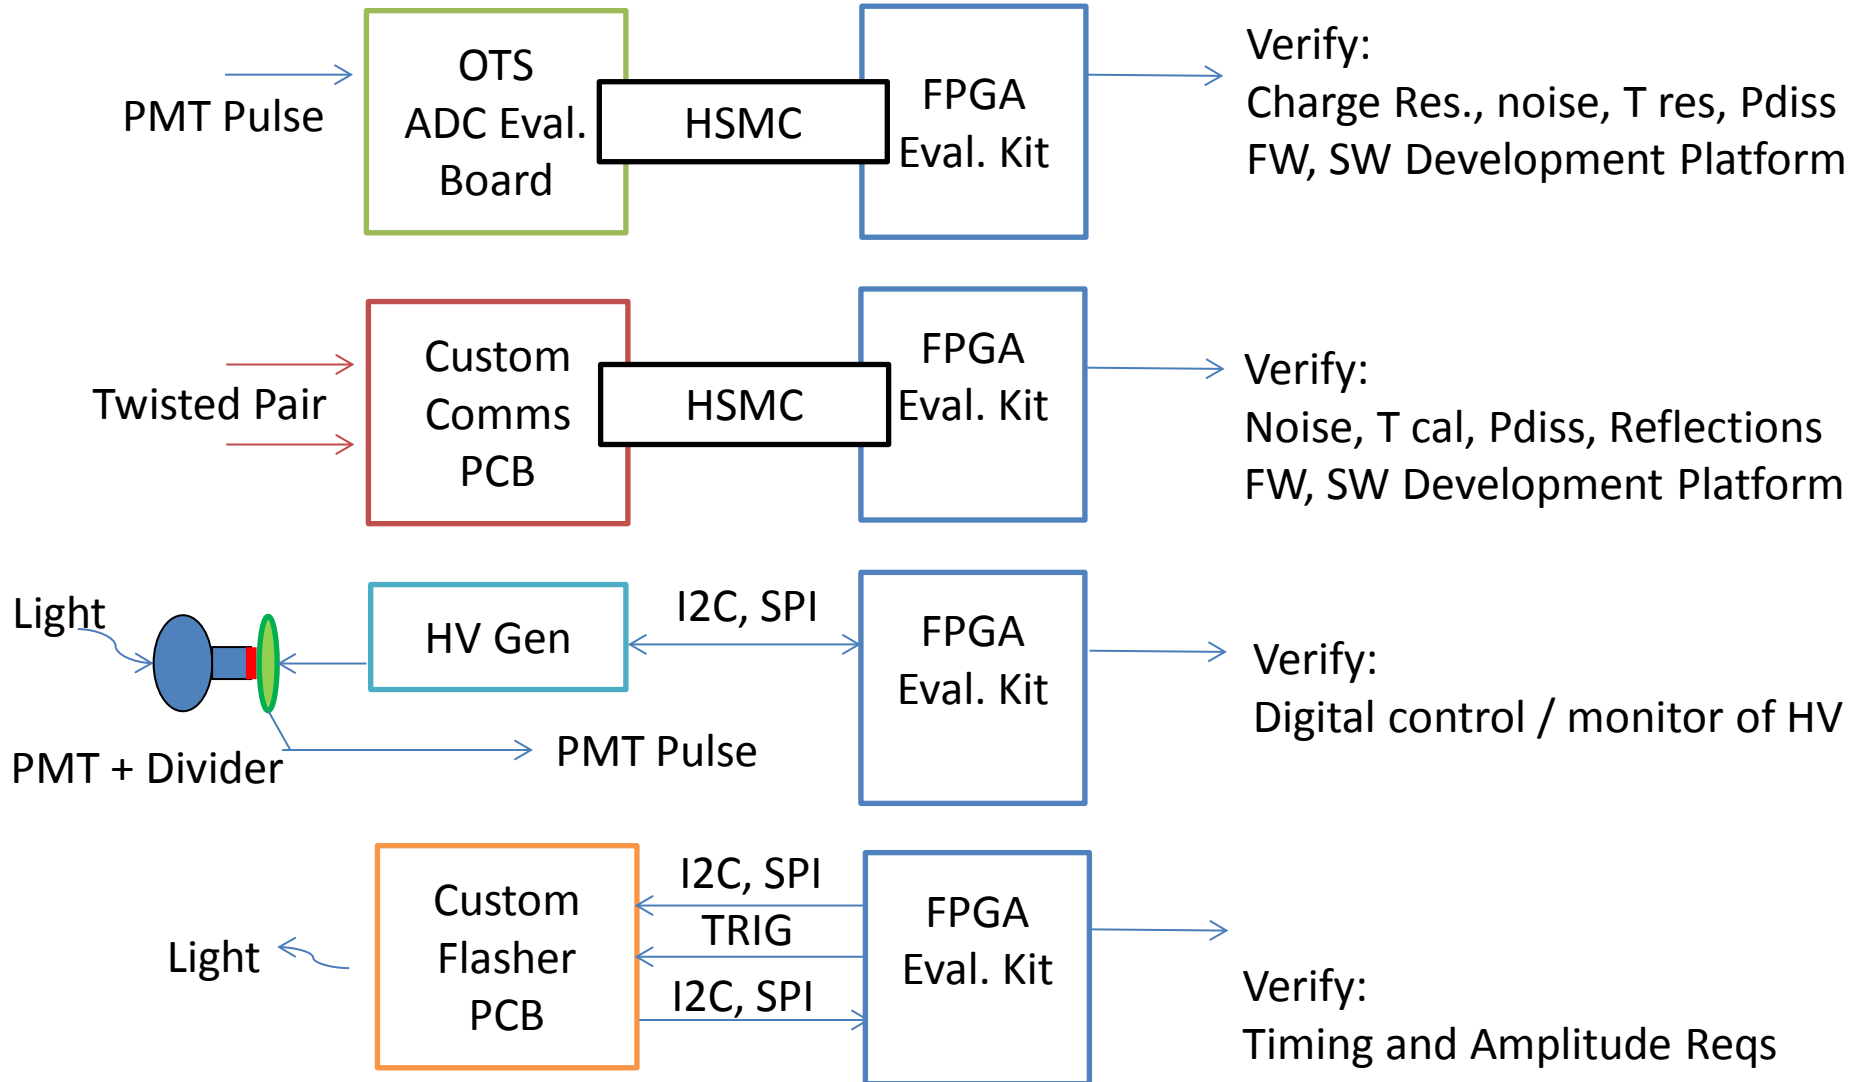 PMT Pulse
OTS
ADC Eval.
Board
HSMC
FPGA
Eval. Kit
Verify:
Charge Res., noise, T res, Pdiss
FW, SW Development Platform
Twisted Pair
Custom
Comms
PCB
HSMC
FPGA
Eval. Kit
Verify:
Noise, T cal, Pdiss, Reflections
FW, SW Development Platform
Light
PMT + Divider
HV Gen
I2C, SPI
PMT Pulse
FPGA
Eval. Kit
Verify:
Digital control / monitor of HV
Light
Custom
Flasher
PCB
I2C, SPI
TRIG
I2C, SPI
FPGA
Eval. Kit
Verify:
Timing and Amplitude Reqs